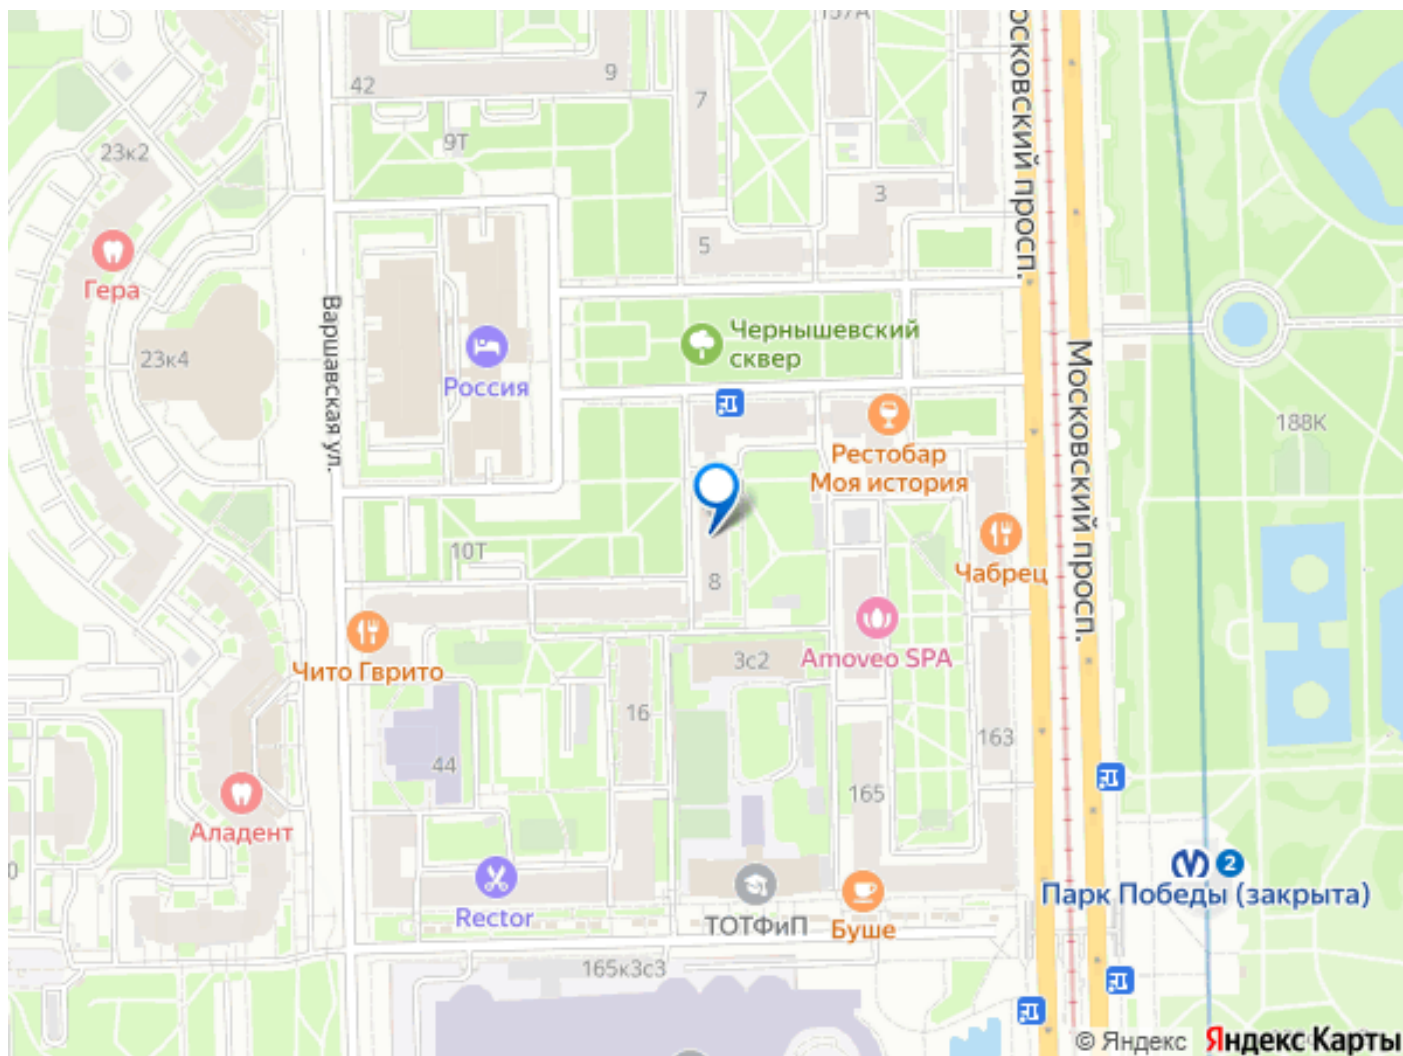 157А
42
9
7
9Т
23к2
3
5
Московский просп.
Гера
Варшавская ул.
23к4
Россия
Чернышевский
сквер
Московский просп.
188К
Рестобар
Моя история
10Т
8
Чабрец
Чито Гврито
3с2
Amoveo SPA
16
163
44
165
Аладент
2
Парк Победы (закрыта)
Rector
ТОТФиП
Буше
165к3с3
© Яндекс
Яндекс Карты